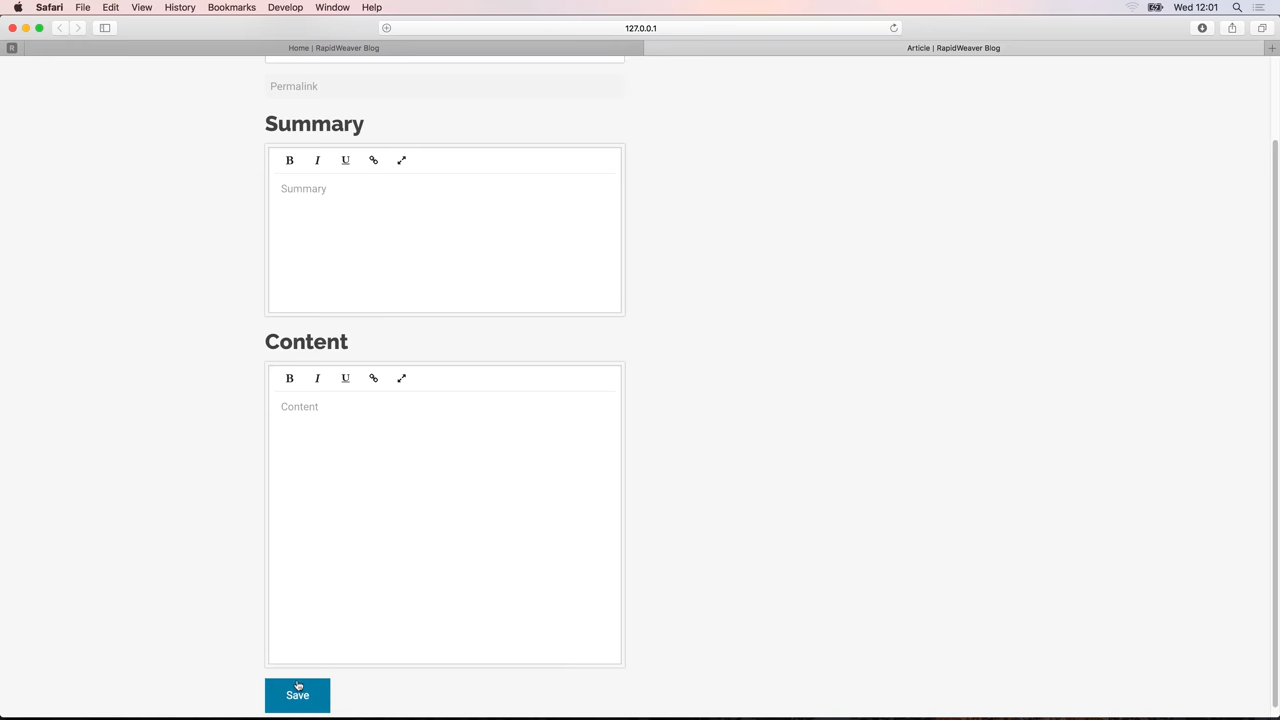 Safari File Edit View History Bookmarks Develop Window Help Wed 12:01
127.0.0.1
R Home | RapidWeaver Blog Article | RapidWeaver Blog
Permalink
Summary
B I U
Summary
Content
B I U
Content
Save